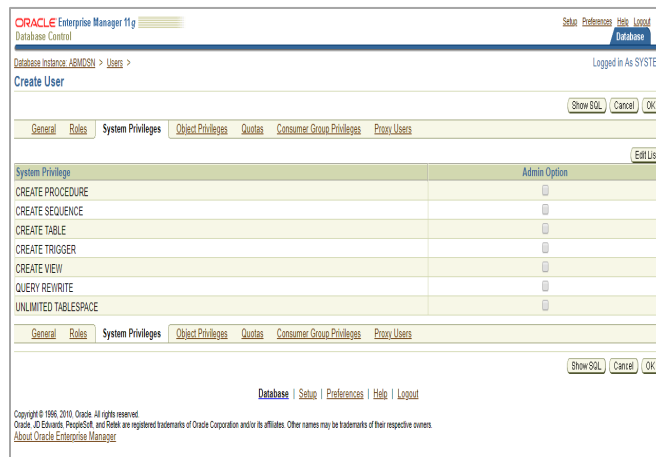 ORACLE Enterprise Manager 11g
Database Control
Setup Preferences Help Logout
Database
Database Instance: ABMDSN > Users >
Logged in As SYSTE
Create User
Show SQL Cancel OK
General Roles System Privileges Object Privileges Quotas Consumer Group Privileges Proxy Users
Edit Lis
System Privilege Admin Option
CREATE PROCEDURE
CREATE SEQUENCE
CREATE TABLE
CREATE TRIGGER
CREATE VIEW
QUERY REWRITE
UNLIMITED TABLESPACE
General Roles System Privileges Object Privileges Quotas Consumer Group Privileges Proxy Users
Show SQL Cancel OK
Database | Setup | Preferences | Help | Logout
Copyright © 1996, 2010, Oracle. All rights reserved.
Oracle, JD Edwards, PeopleSoft, and Retek are registered trademarks of Oracle Corporation and/or its affiliates. Other names may be trademarks of their respective owners.
About Oracle Enterprise Manager